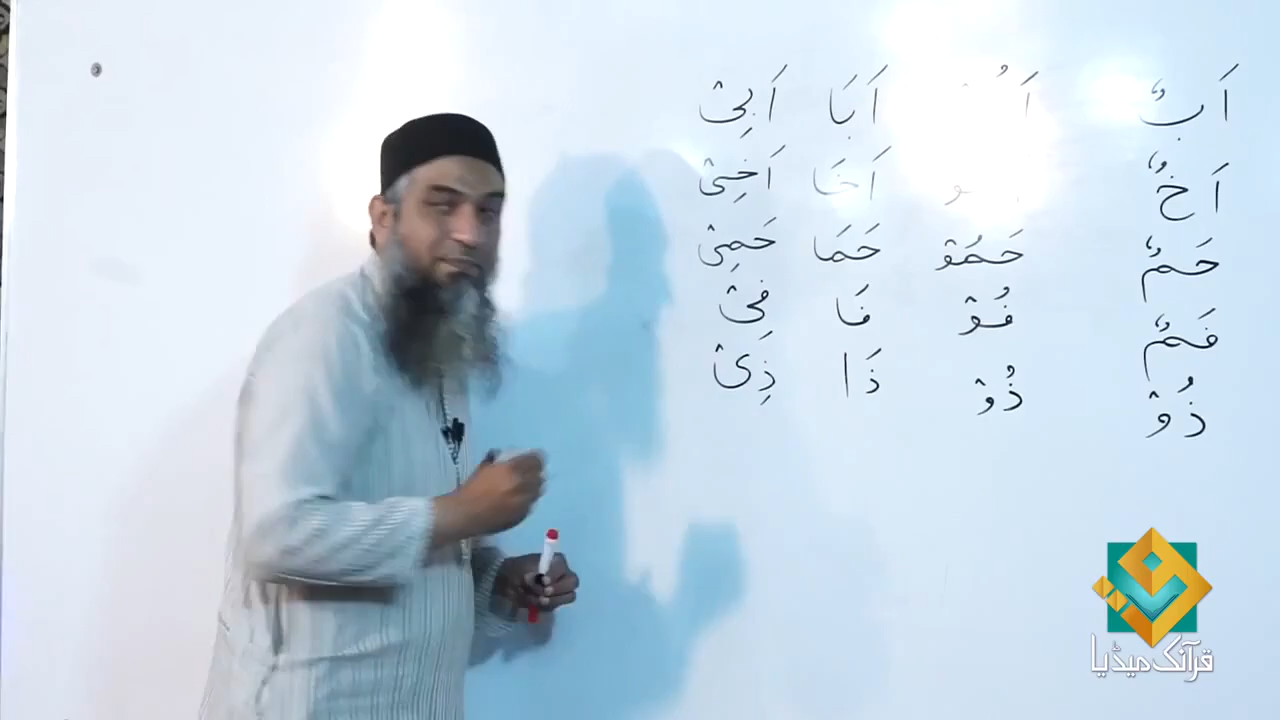 اَبٌ اَبَا اَبِیْ
اَخٌ اَخَا اَخِیْ
حَمٌ حَمُوْ حَمَا حَمِیْ
فَمٌ فُوْ فَا فِیْ
ذُوْ ذُوْ ذَا ذِیْ
قرآنک میڈیا